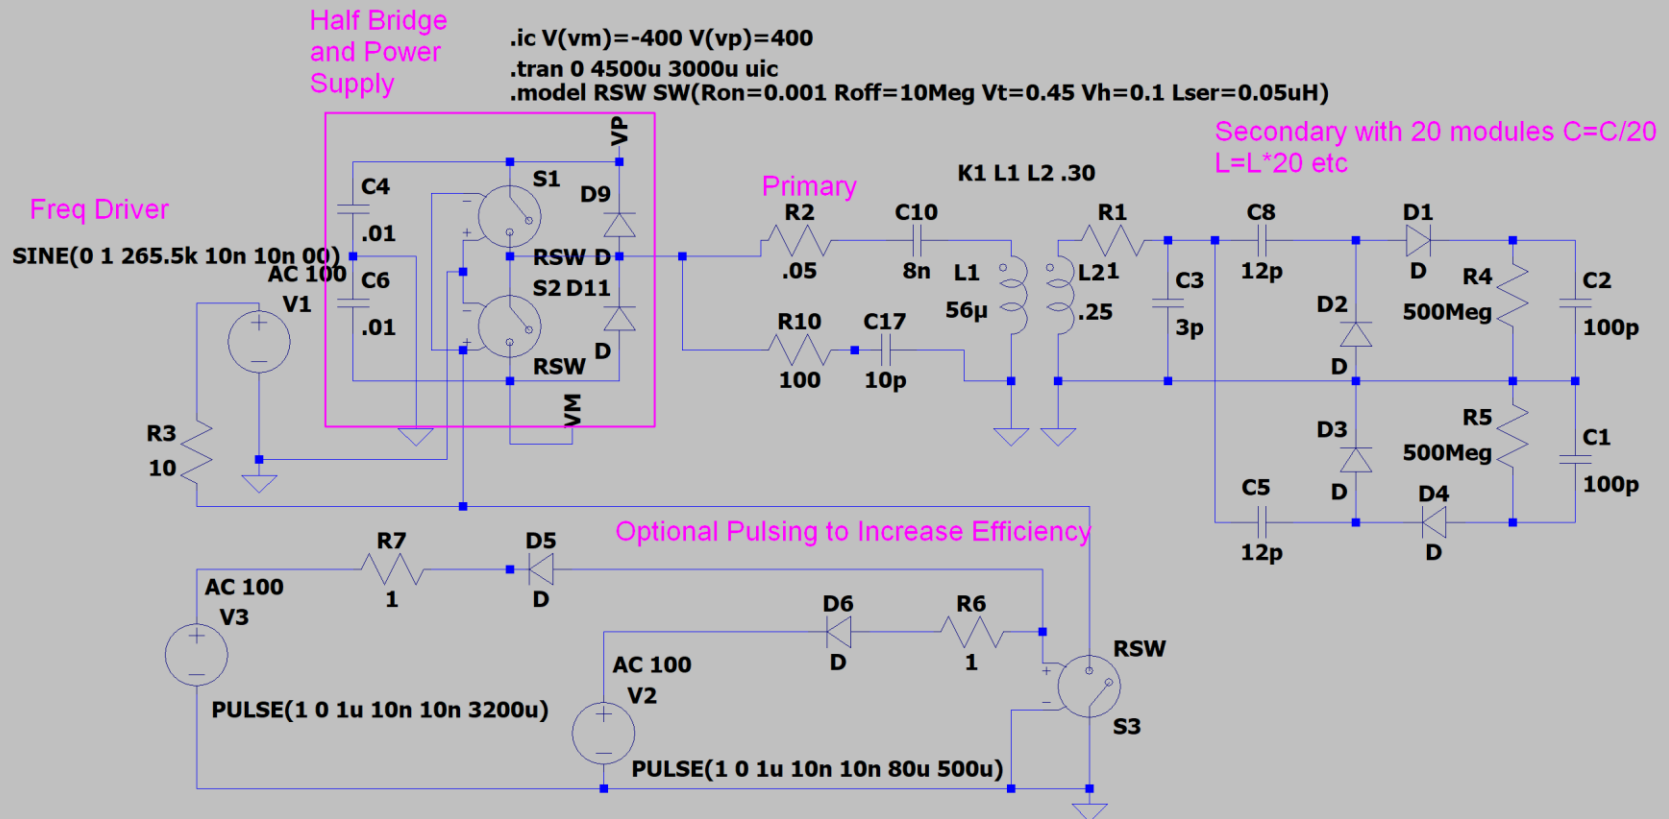 Half Bridge
and Power
Supply
.ic V(vm)=-400 V(vp)=400
.tran 0 4500u 3000u uic
.model RSW SW(Ron=0.001 Roff=10Meg Vt=0.45 Vh=0.1 Lser=0.05uH)
Secondary with 20 modules C=C/20
L=L*20 etc
VP
K1 L1 L2 .30
Freq Driver
SINE(0 1 265.5k 10n 10n 00)
AC 100
V1
C4
.01
C6
.01
S1
RSW
S2
RSW
D9
D
D11
D
VM
Primary
R2
.05
C10
8n
L1
56µ
R10
100
C17
10p
R1
1
L2
.25
C3
3p
C8
12p
D1
D
D2
D
R4
500Meg
C2
100p
D3
D
R5
500Meg
C1
100p
C5
12p
D4
D
R3
10
Optional Pulsing to Increase Efficiency
R7
1
D5
D
AC 100
V3
PULSE(1 0 1u 10n 10n 3200u)
D6
D
R6
1
AC 100
V2
PULSE(1 0 1u 10n 10n 80u 500u)
RSW
S3
+
−
+
−
+
−
+
−
+
−
+
−